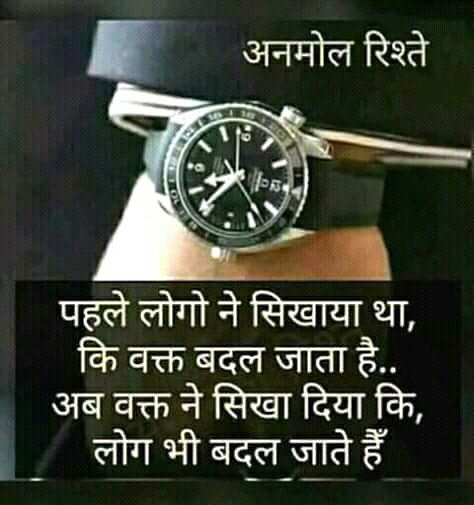 अनमोल रिश्ते
पहले लोगो ने सिखाया था,
कि वक्त बदल जाता है..
अब वक्त ने सिखा दिया कि,
लोग भी बदल जाते हैँ